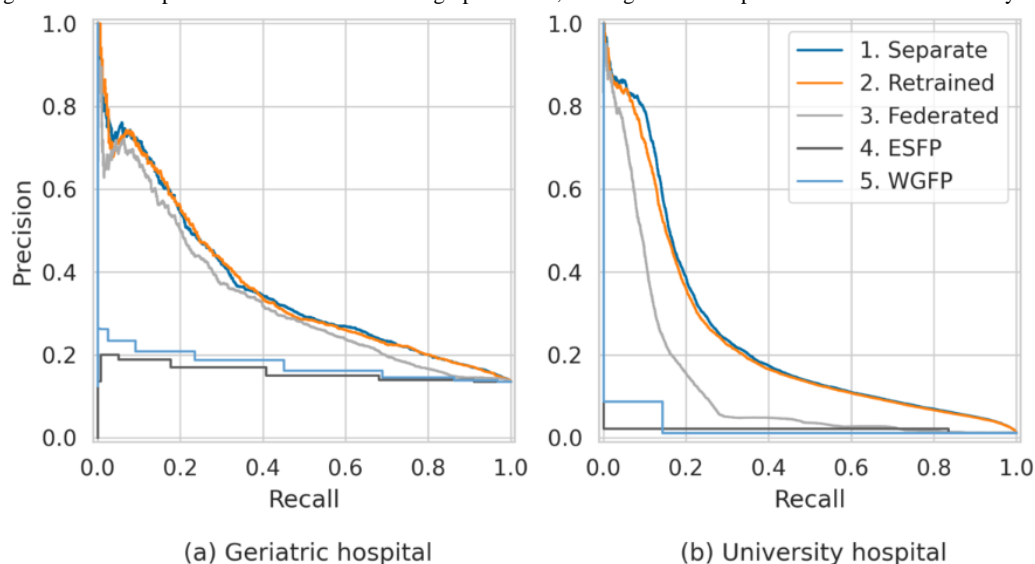 1.0
0.8
0.6
0.4
0.2
0.0
Precision
0.0 0.2 0.4 0.6 0.8 1.0
Recall
(a) Geriatric hospital
1.0
0.8
0.6
0.4
0.2
0.0
0.0 0.2 0.4 0.6 0.8 1.0
Recall
1. Separate
2. Retrained
3. Federated
4. ESFP
5. WGFP
(b) University hospital